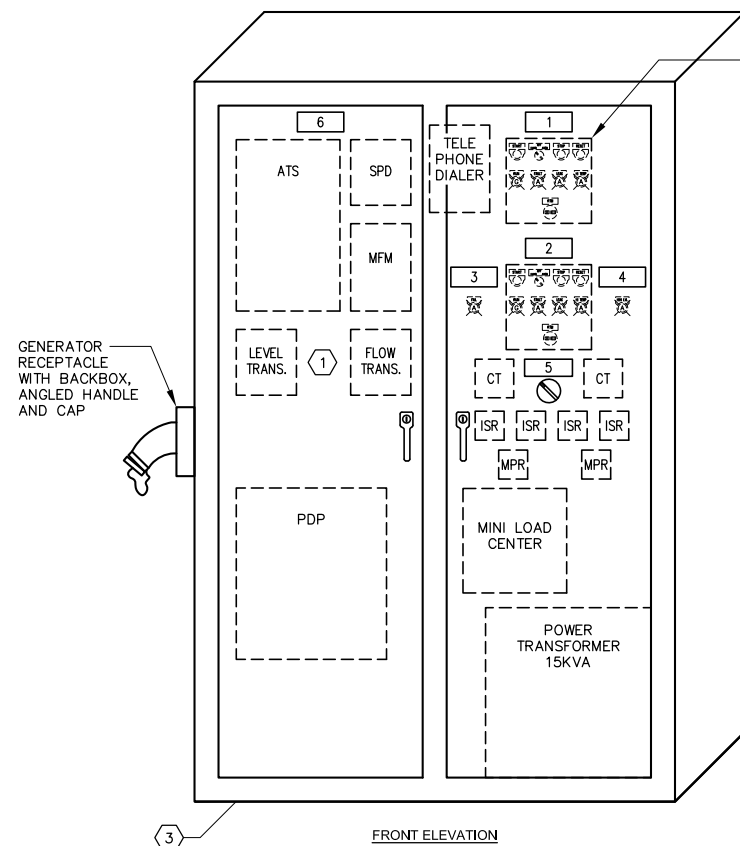 6
1
ATS
SPD
TELE
PHONE
DIALER
MFM
2
3
4
GENERATOR
RECEPTACLE
WITH BACKBOX,
ANGLED HANDLE
AND CAP
LEVEL
TRANS.
1
FLOW
TRANS.
CT
5
CT
ISR
ISR
ISR
ISR
MPR
MPR
PDP
MINI LOAD
CENTER
POWER
TRANSFORMER
15KVA
3
FRONT ELEVATION